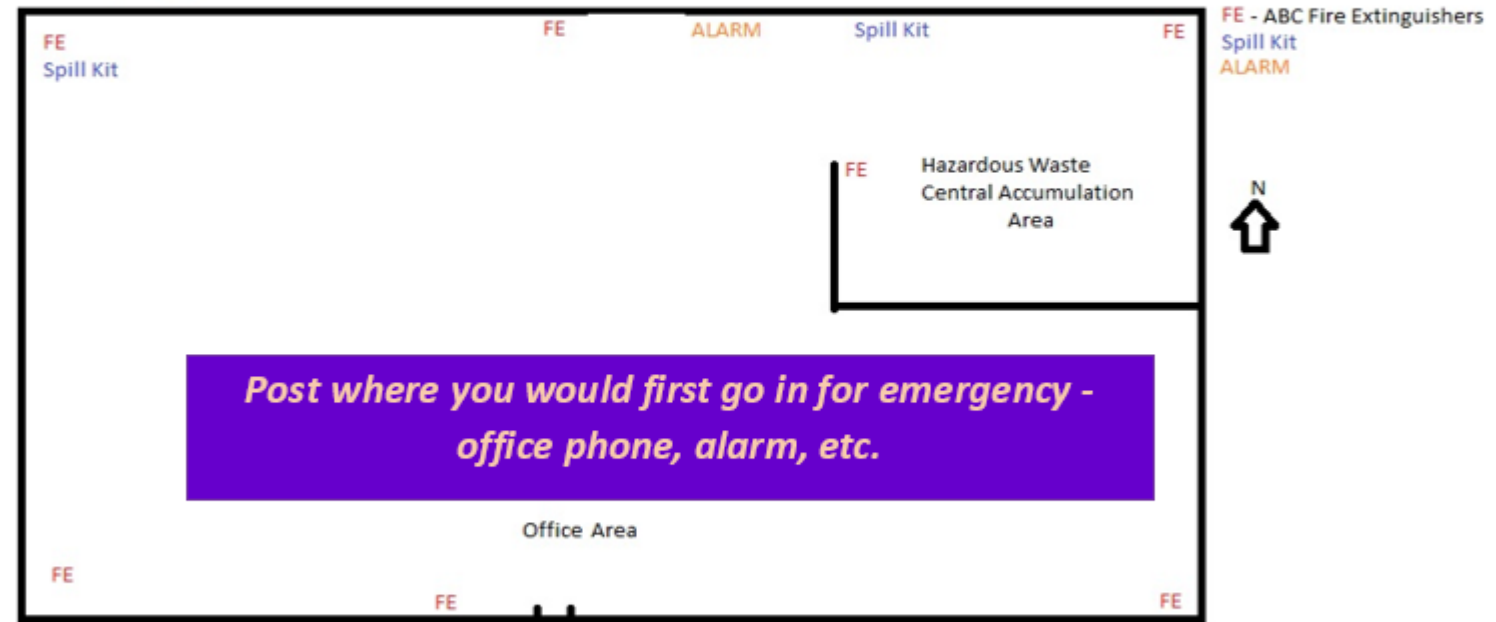 FE
Spill Kit
FE
ALARM
Spill Kit
FE
FE - ABC Fire Extinguishers
Spill Kit
ALARM
FE
Hazardous Waste
Central Accumulation
Area
N
Post where you would first go in for emergency -
office phone, alarm, etc.
Office Area
FE
FE
FE